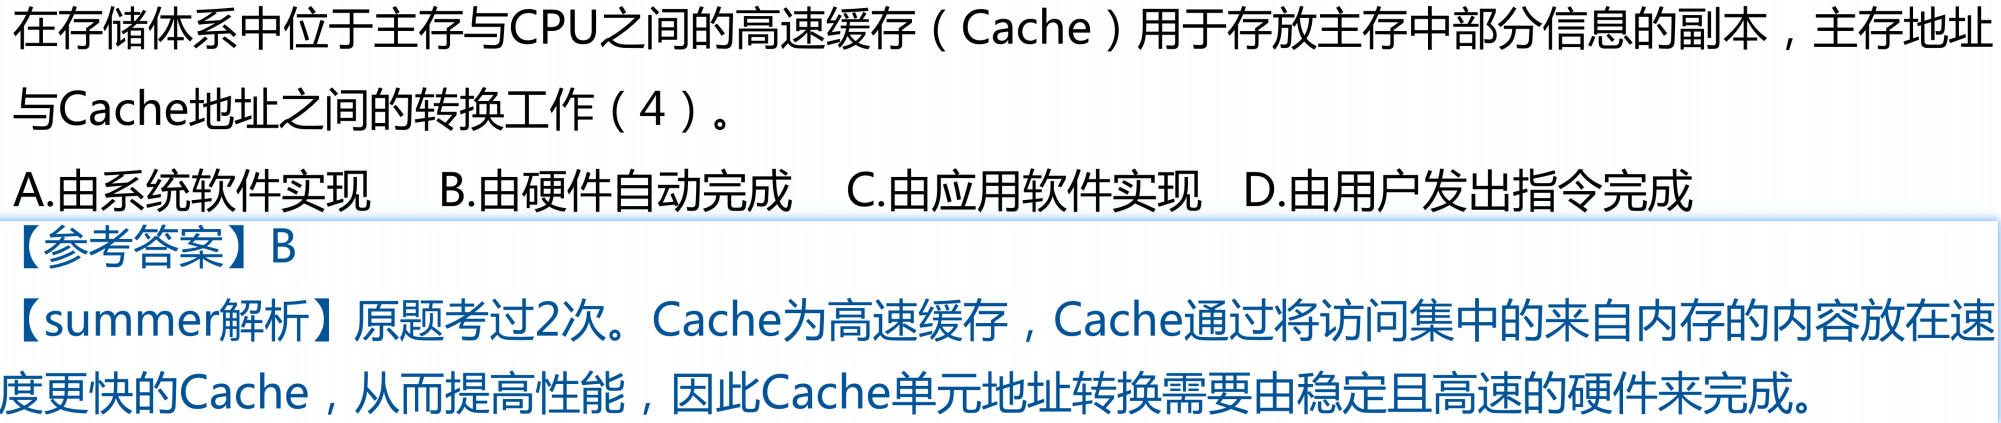 在存储体系中位于主存与CPU之间的高速缓存（Cache）用于存放主存中部分信息的副本，主存地址
与Cache地址之间的转换工作（4）。
A.由系统软件实现 B.由硬件自动完成 C.由应用软件实现 D.由用户发出指令完成
【参考答案】B
【summer解析】原题考过2次。Cache为高速缓存，Cache通过将访问集中的来自内存的内容放在速
度更快的Cache，从而提高性能，因此Cache单元地址转换需要由稳定且高速的硬件来完成。